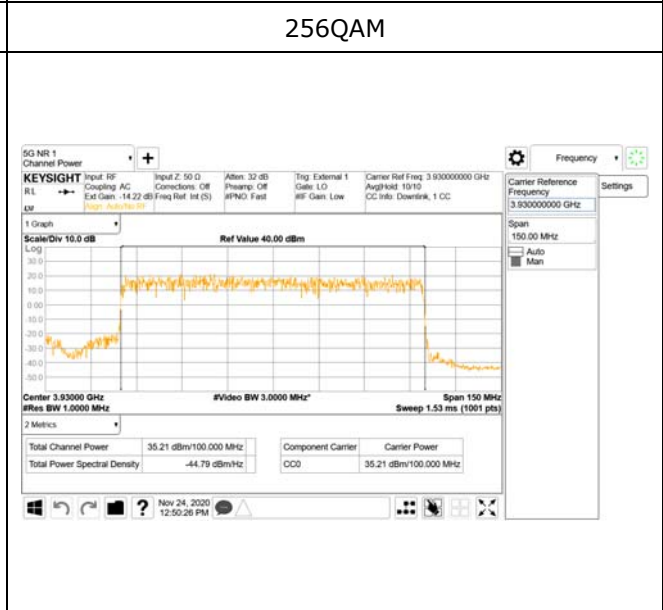 256QAM
5G NR 1
Channel Power
Frequency
KEYSIGHT
RL
Input: RF
Coupling: AC
Ext Gain: -14.22 dB
Align: Auto/No RF
Input Z: 50 Ω
Corrections: Off
Freq Ref: Int (S)
Atten: 32 dB
Preamp: Off
#PNO: Fast
Trig: External 1
Gate: LO
#IF Gain: Low
Carrier Ref Freq: 3.930000000 GHz
Avg|Hold: 10/10
CC Info: Downlink, 1 CC
Carrier Reference
Frequency
3.930000000 GHz
Settings
Span
150.00 MHz
Auto
Man
1 Graph
Scale/Div 10.0 dB
Ref Value 40.00 dBm
Log
30.0
20.0
10.0
0.00
-10.0
-20.0
-30.0
-40.0
-50.0
Center 3.93000 GHz
#Video BW 3.0000 MHz*
Span 150 MHz
#Res BW 1.0000 MHz
Sweep 1.53 ms (1001 pts)
2 Metrics
Total Channel Power 35.21 dBm/100.000 MHz
Total Power Spectral Density -44.79 dBm/Hz
Component Carrier Carrier Power
CC0 35.21 dBm/100.000 MHz
?
Nov 24, 2020
12:50:26 PM